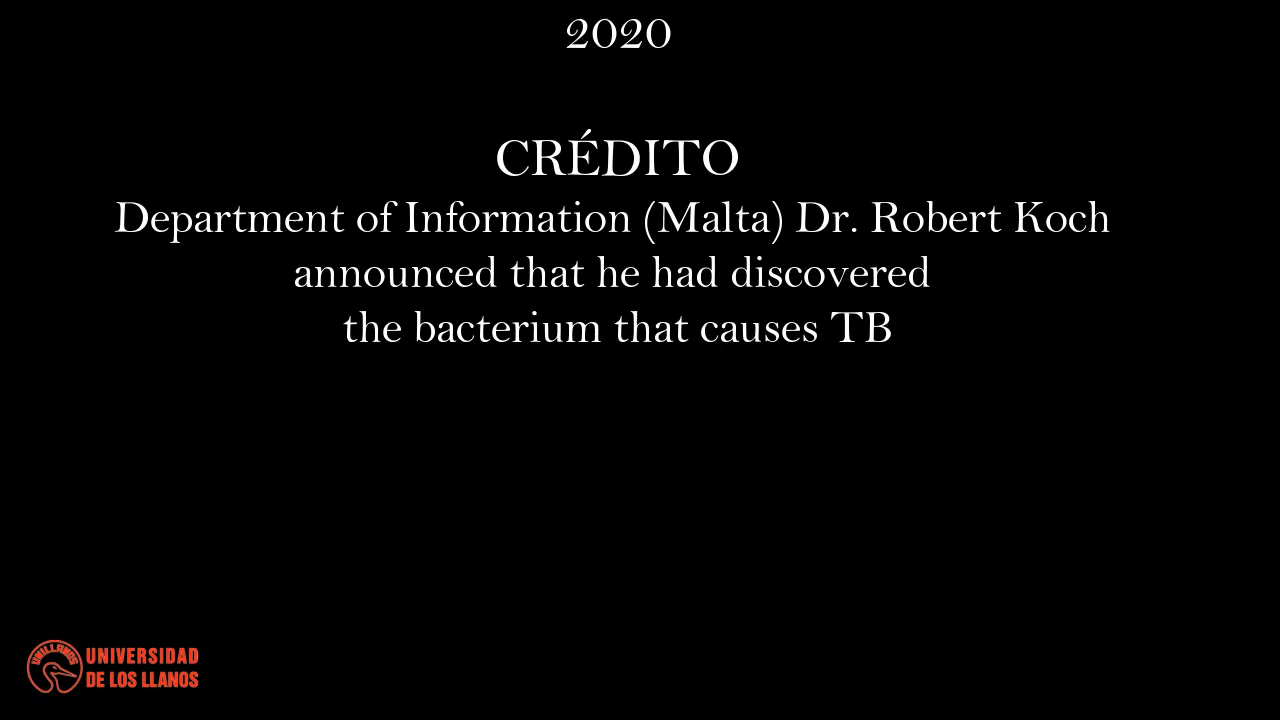 2020
CRÉDITO
Department of Information (Malta) Dr. Robert Koch
announced that he had discovered
the bacterium that causes TB
UNILLANOS
UNIVERSIDAD
DE LOS LLANOS